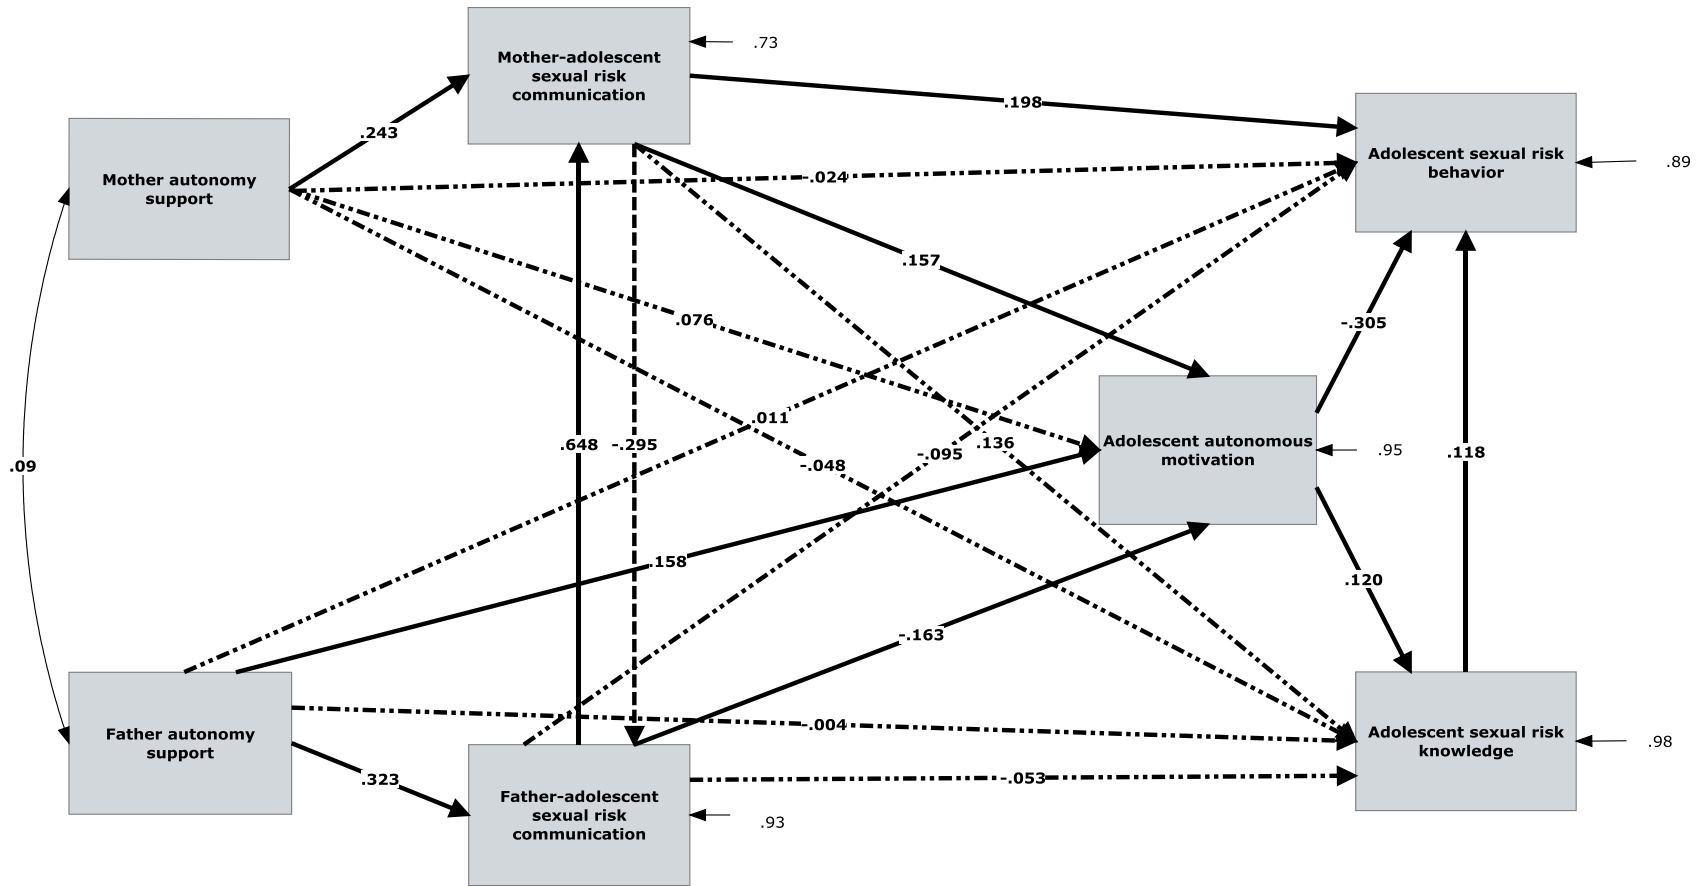 Mother-adolescent
sexual risk
communication
.73
.198
Adolescent sexual risk
behavior
.89
.243
Mother autonomy
support
-.024
.157
.076
-.305
.011
.648
-.295
.136
-.095
-.048
Adolescent autonomous
motivation
.95
.118
.09
.158
.120
-.163
-.004
Father autonomy
support
.323
Adolescent sexual risk
knowledge
.98
-.053
Father-adolescent
sexual risk
communication
.93